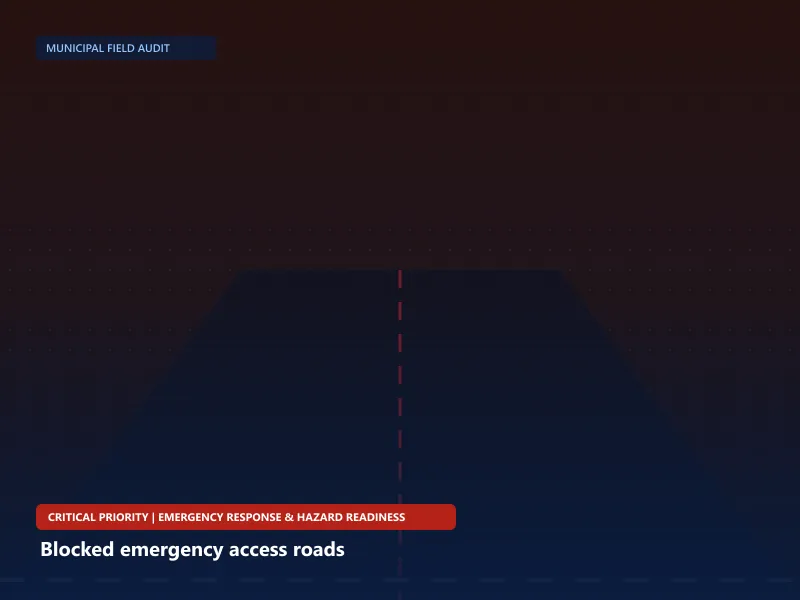 MUNICIPAL FIELD AUDIT
CRITICAL PRIORITY | EMERGENCY RESPONSE & HAZARD READINESS
Blocked emergency access roads